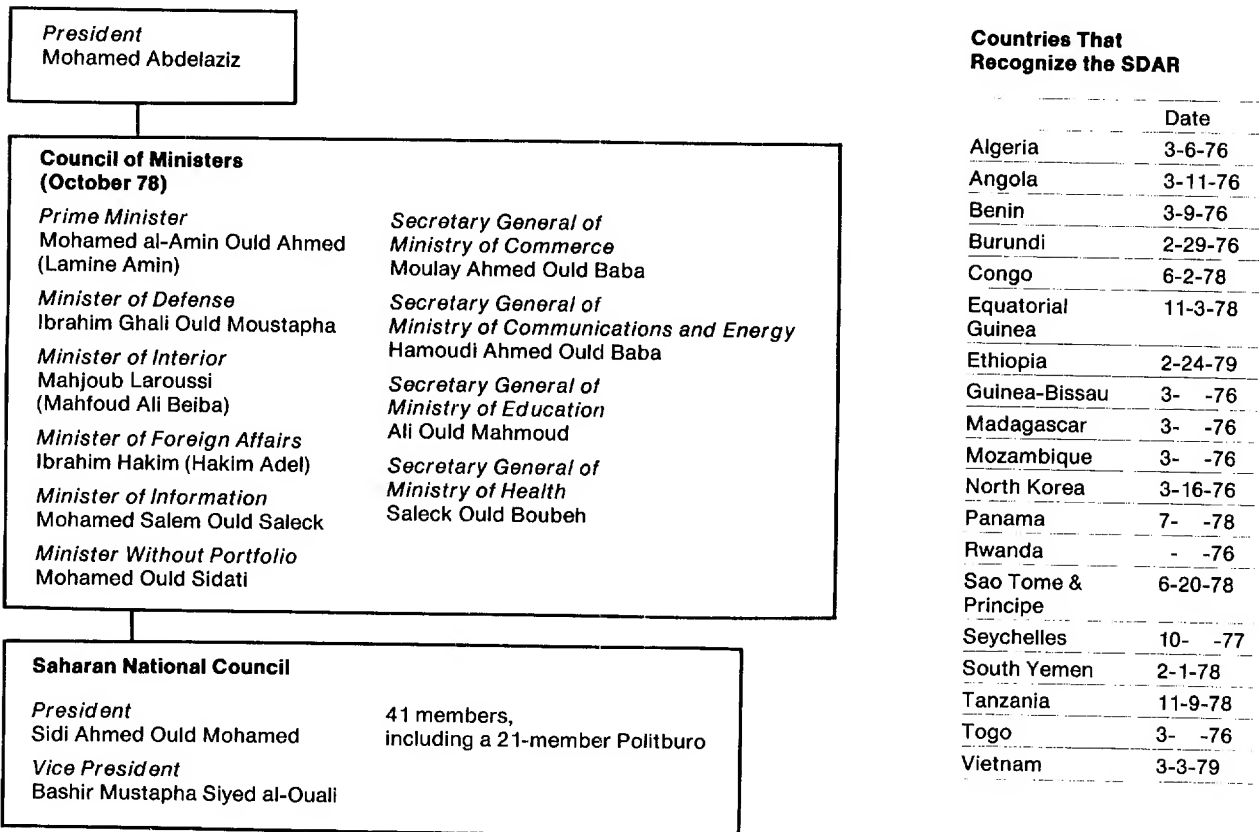 President
Mohamed Abdelaziz
Council of Ministers
(October 78)
Prime Minister
Mohamed al-Amin Ould Ahmed
(Lamine Amin)
Minister of Defense
Ibrahim Ghali Ould Moustapha
Minister of Interior
Mahjoub Laroussi
(Mahfoud Ali Beiba)
Minister of Foreign Affairs
Ibrahim Hakim (Hakim Adel)
Minister of Information
Mohamed Salem Ould Saleck
Minister Without Portfolio
Mohamed Ould Sidati
Secretary General of
Ministry of Commerce
Moulay Ahmed Ould Baba
Secretary General of
Ministry of Communications and Energy
Hamoudi Ahmed Ould Baba
Secretary General of
Ministry of Education
Ali Ould Mahmoud
Secretary General of
Ministry of Health
Saleck Ould Boubeh
Saharan National Council
President
Sidi Ahmed Ould Mohamed
Vice President
Bashir Mustapha Siyed al-Ouali
41 members,
including a 21-member Politburo
Countries That
Recognize the SDAR
Date
Algeria 3-6-76
Angola 3-11-76
Benin 3-9-76
Burundi 2-29-76
Congo 6-2-78
Equatorial 11-3-78
Guinea
Ethiopia 2-24-79
Guinea-Bissau 3- -76
Madagascar 3- -76
Mozambique 3- -76
North Korea 3-16-76
Panama 7- -78
Rwanda - -76
Sao Tome & 6-20-78
Principe
Seychelles 10- -77
South Yemen 2-1-78
Tanzania 11-9-78
Togo 3- -76
Vietnam 3-3-79